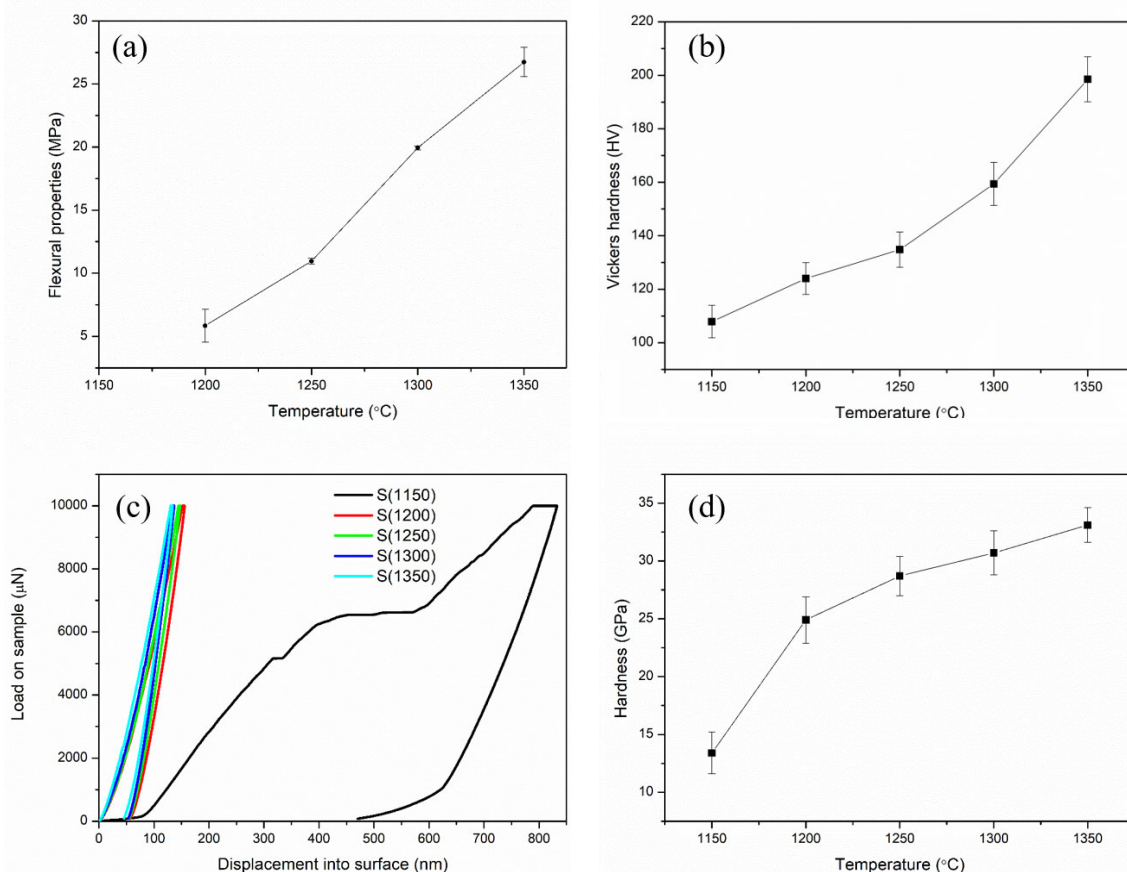 (a)
30
25
20
15
10
5
Flexural properties (MPa)
1150 1200 1250 1300 1350
Temperature (°C)
(b)
220
200
180
160
140
120
100
Vickers hardness (HV)
1150 1200 1250 1300 1350
Temperature (°C)
(c)
S(1150)
S(1200)
S(1250)
S(1300)
S(1350)
10000
8000
6000
4000
2000
0
Load on sample (μN)
0 100 200 300 400 500 600 700 800
Displacement into surface (nm)
(d)
35
30
25
20
15
10
Hardness (GPa)
1150 1200 1250 1300 1350
Temperature (°C)